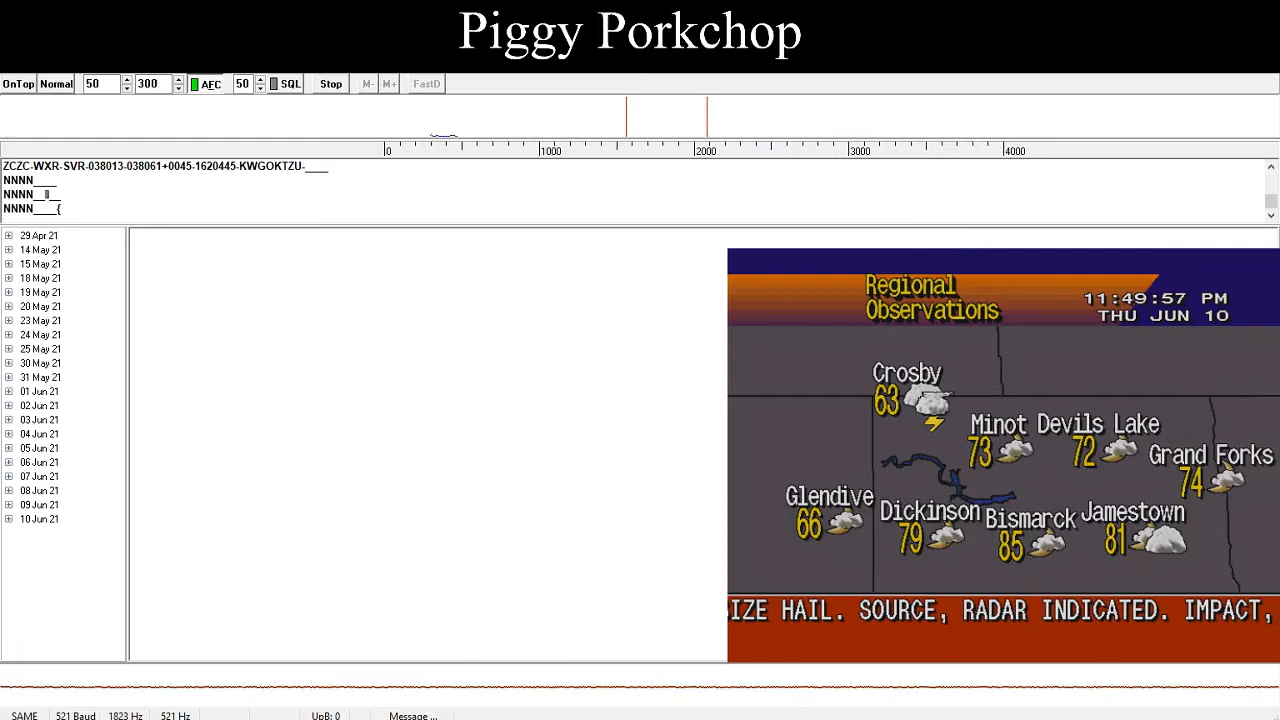 Piggy Porkchop
OnTop Normal 50 300 AFC 50 SQL Stop M- M+ FastD
0 1000 2000 3000 4000
ZCZC-WXR-SVR-038013-038061+0045-1620445-KWGOKTZU-____
NNNN____
NNNN____
NNNN____{
29 Apr 21
14 May 21
15 May 21
18 May 21
19 May 21
20 May 21
23 May 21
24 May 21
25 May 21
30 May 21
31 May 21
01 Jun 21
02 Jun 21
03 Jun 21
04 Jun 21
05 Jun 21
06 Jun 21
07 Jun 21
08 Jun 21
09 Jun 21
10 Jun 21
Regional
Observations
11:49:57 PM
THU JUN 10
Crosby
63
Minot Devils Lake
73 72
Grand Forks
74
Glendive
66
Dickinson Bismarck Jamestown
79 85 81
IZE HAIL. SOURCE, RADAR INDICATED. IMPACT,
SAME 521 Baud 1823 Hz 521 Hz UpB: 0 Message ...